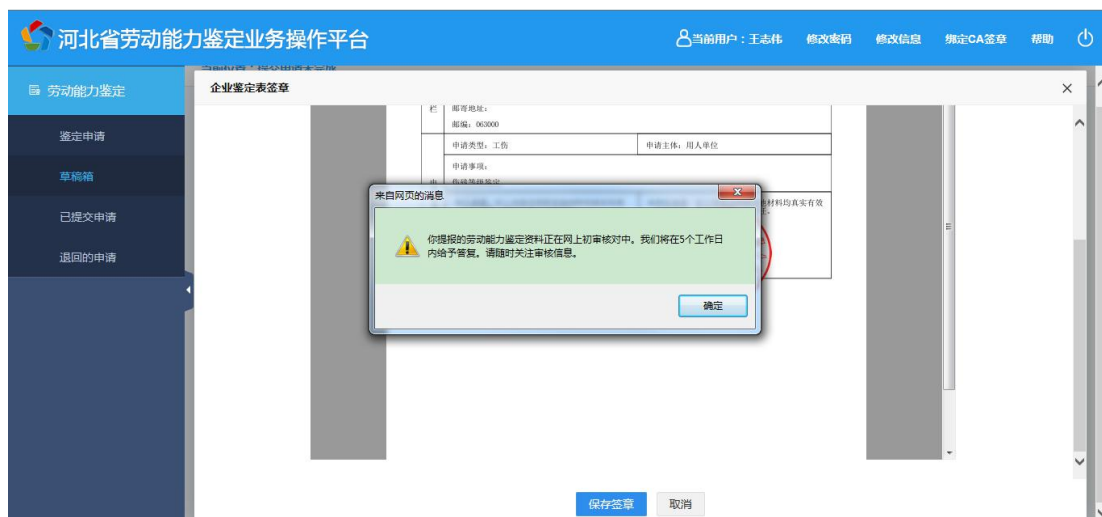 河北省劳动能力鉴定业务操作平台
当前用户：王志伟
修改密码
修改信息
绑定CA签章
帮助
劳动能力鉴定
鉴定申请
草稿箱
已提交申请
退回的申请
企业鉴定表签章
栏
邮寄地址：
邮编：063000
申请类型：工伤
申请主体：用人单位
申请事项：
来自网页的消息
材料均真实有效
你提报的劳动能力鉴定资料正在网上初审核对中。我们将在5个工作日
内给予答复。请随时关注审核信息。
确定
保存签章
取消